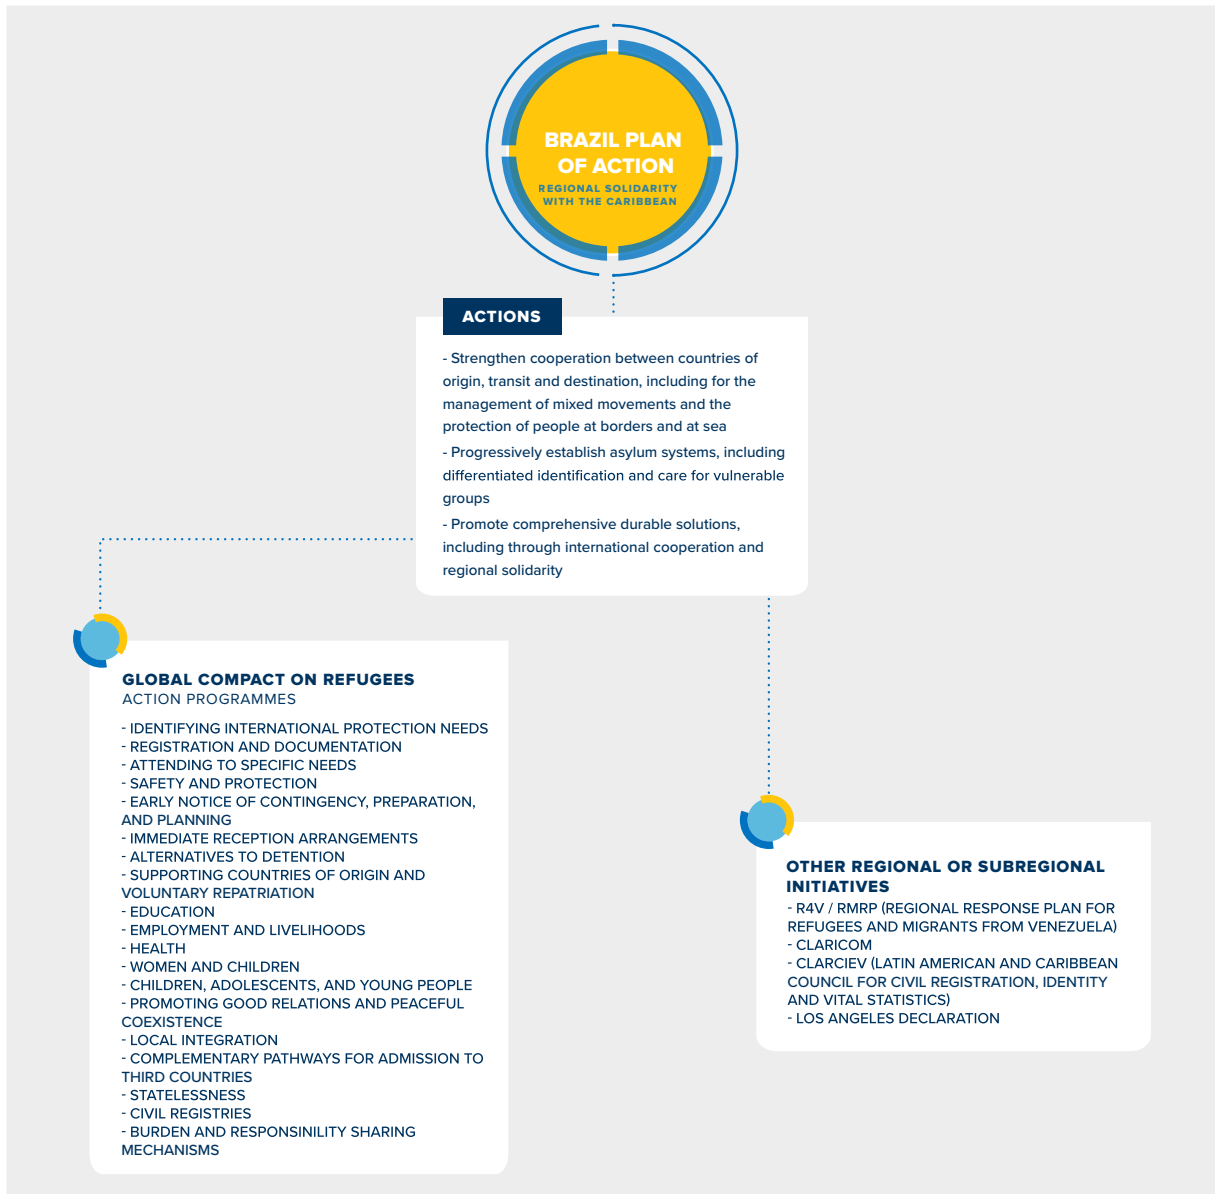 BRAZIL PLAN
OF ACTION
REGIONAL SOLIDARITY
WITH THE CARIBBEAN
ACTIONS
- Strengthen cooperation between countries of
origin, transit and destination, including for the
management of mixed movements and the
protection of people at borders and at sea
- Progressively establish asylum systems, including
differentiated identification and care for vulnerable
groups
- Promote comprehensive durable solutions,
including through international cooperation and
regional solidarity
GLOBAL COMPACT ON REFUGEES
ACTION PROGRAMMES
- IDENTIFYING INTERNATIONAL PROTECTION NEEDS
- REGISTRATION AND DOCUMENTATION
- ATTENDING TO SPECIFIC NEEDS
- SAFETY AND PROTECTION
- EARLY NOTICE OF CONTINGENCY, PREPARATION,
AND PLANNING
- IMMEDIATE RECEPTION ARRANGEMENTS
- ALTERNATIVES TO DETENTION
- SUPPORTING COUNTRIES OF ORIGIN AND
VOLUNTARY REPATRIATION
- EDUCATION
- EMPLOYMENT AND LIVELIHOODS
- HEALTH
- WOMEN AND CHILDREN
- CHILDREN, ADOLESCENTS, AND YOUNG PEOPLE
- PROMOTING GOOD RELATIONS AND PEACEFUL
COEXISTENCE
- LOCAL INTEGRATION
- COMPLEMENTARY PATHWAYS FOR ADMISSION TO
THIRD COUNTRIES
- STATELESSNESS
- CIVIL REGISTRIES
- BURDEN AND RESPONSINILITY SHARING
MECHANISMS
OTHER REGIONAL OR SUBREGIONAL
INITIATIVES
- R4V / RMRP (REGIONAL RESPONSE PLAN FOR
REFUGEES AND MIGRANTS FROM VENEZUELA)
- CLARICOM
- CLARCIEV (LATIN AMERICAN AND CARIBBEAN
COUNCIL FOR CIVIL REGISTRATION, IDENTITY
AND VITAL STATISTICS)
- LOS ANGELES DECLARATION